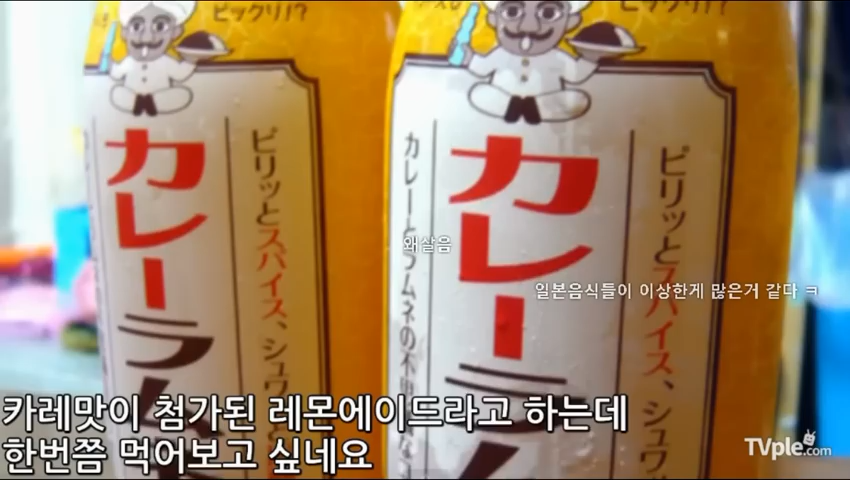 ビックリ!?
ビックリ!?
カレーラム
ピリッとスパイス、シュワ
カレーラ
ピリッとスパイス、シュワ
カレーとラムネの不思議な
왜살음
일본음식들이 이상한게 많은거 같다 ㅋ
카레맛이 첨가된 레몬에이드라고 하는데
한번쯤 먹어보고 싶네요
TVple.com